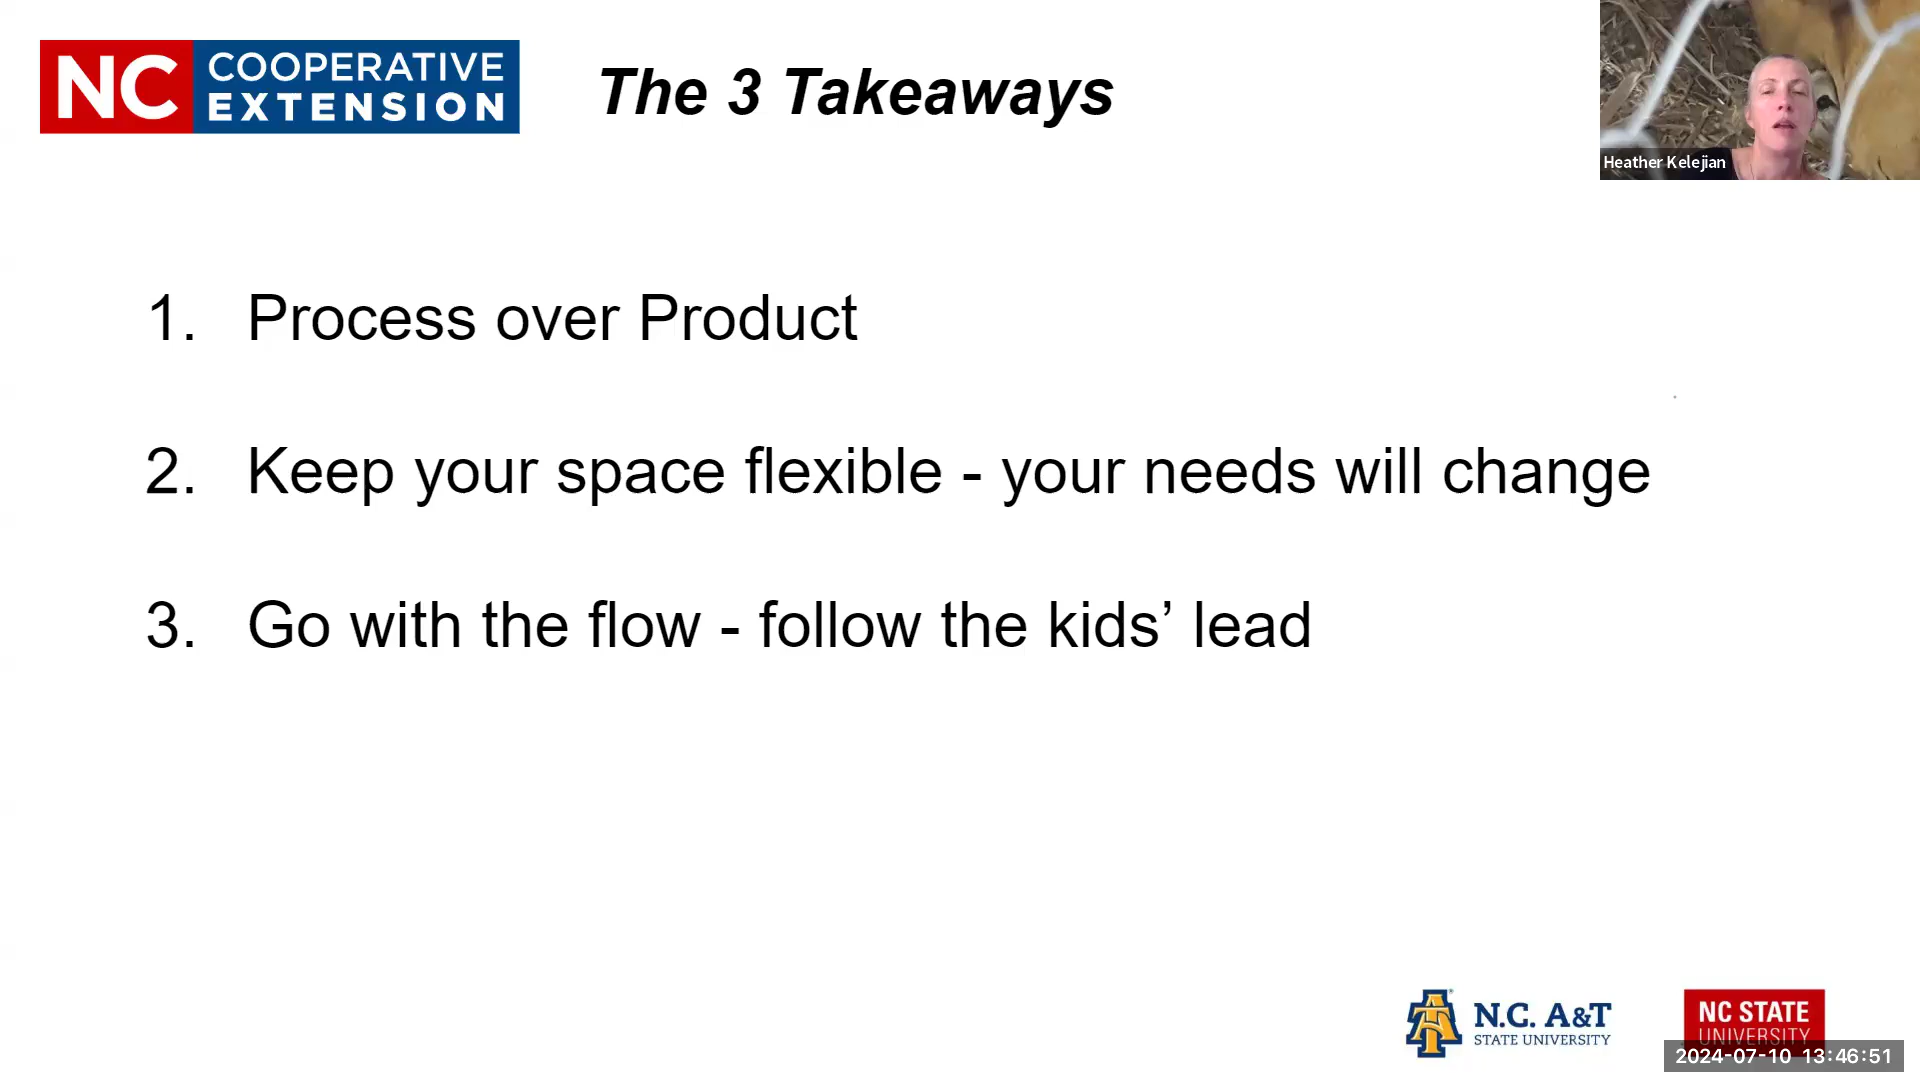 NC COOPERATIVE EXTENSION
The 3 Takeaways
Heather Kelejian
1. Process over Product
2. Keep your space flexible - your needs will change
3. Go with the flow - follow the kids’ lead
N.C. A&T
STATE UNIVERSITY
NC STATE
UNIVERSITY
2024-07-10 13:46:51